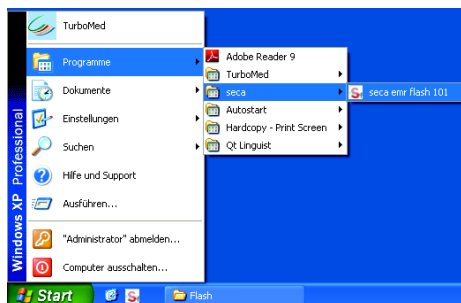 TurboMed
Programme
Dokumente
Einstellungen
Suchen
Hilfe und Support
Ausführen...
"Administrator" abmelden...
Computer ausschalten...
Windows XP Professional
Adobe Reader 9
TurboMed
seca
Autostart
Hardcopy - Print Screen
Qt Linguist
seca emr flash 101
Start
Flash